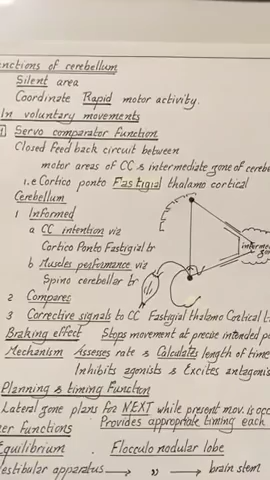 nctions of cerebellum
Silent area
Coordinate Rapid motor activity.
In voluntary movements
1 Servo comparator function
Closed feed back circuit between
motor areas of CC & intermediate zone of cerebe
i.e Cortico ponto Fastigial thalamo cortical
Cerebellum
1 Informed
a CC intention via
Cortico Ponto Fastigial tr
b Muscles performance via
Spino cerebellar tr
interm
2 Compares
3 Corrective signals to CC Fastigial thalamo Cortical t
Braking effect Stops movement at precise intended po
Mechanism Assesses rate & Calculates length of time
Inhibits agonists & Excites antagonis
Planning & timing Function
Lateral zone plans for NEXT while present mov. is occ
er functions Provides appropriate timing each
Equilibrium . Flocculo nodular lobe
estibular apparatus → " → brain stem